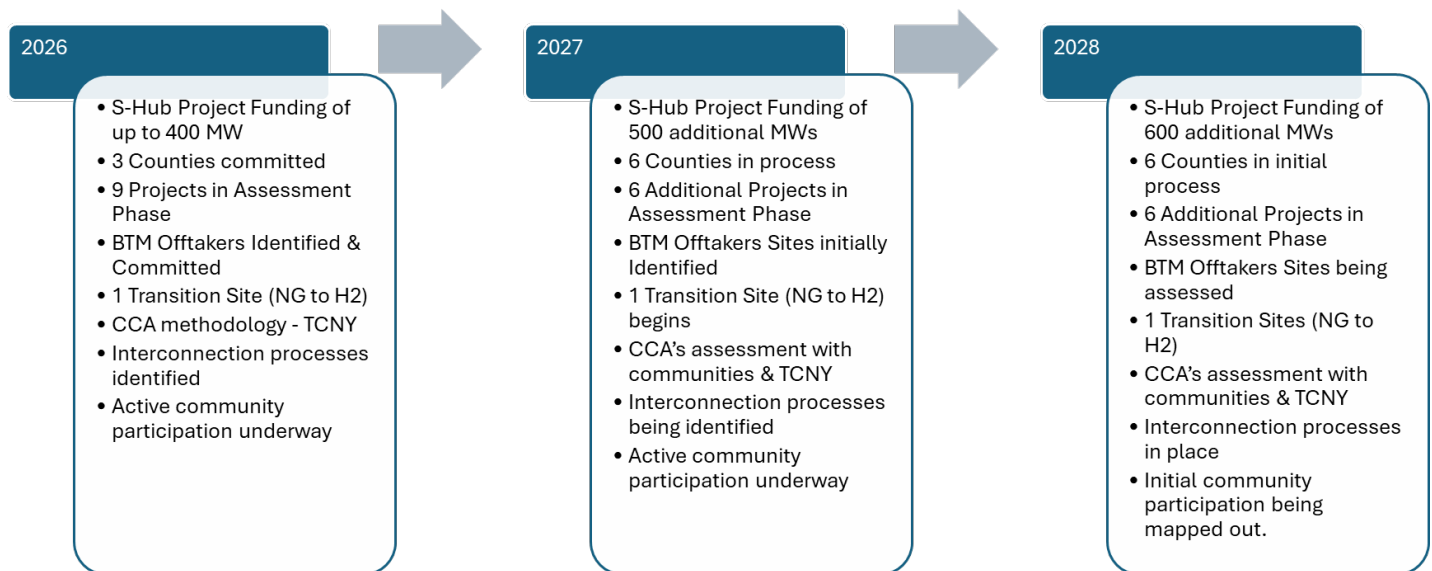 2026
• S-Hub Project Funding of
up to 400 MW
• 3 Counties committed
• 9 Projects in Assessment
Phase
• BTM Offtakers Identified &
Committed
• 1 Transition Site (NG to H2)
• CCA methodology - TCNY
• Interconnection processes
identified
• Active community
participation underway
2027
• S-Hub Project Funding of
500 additional MWs
• 6 Counties in process
• 6 Additional Projects in
Assessment Phase
• BTM Offtakers Sites initially
Identified
• 1 Transition Site (NG to H2)
begins
• CCA’s assessment with
communities & TCNY
• Interconnection processes
being identified
• Active community
participation underway
2028
• S-Hub Project Funding of
600 additional MWs
• 6 Counties in initial
process
• 6 Additional Projects in
Assessment Phase
• BTM Offtakers Sites being
assessed
• 1 Transition Sites (NG to
H2)
• CCA’s assessment with
communities & TCNY
• Interconnection processes
in place
• Initial community
participation being
mapped out.